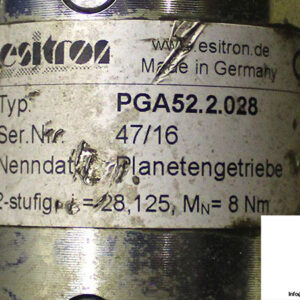 esitron
www.esitron.de
Made in Germany
Typ. PGA52.2.028
Ser.Nr. 47/16
Nenndat Planetengetriebe
2-stufig = 28,125, MN= 8 Nm